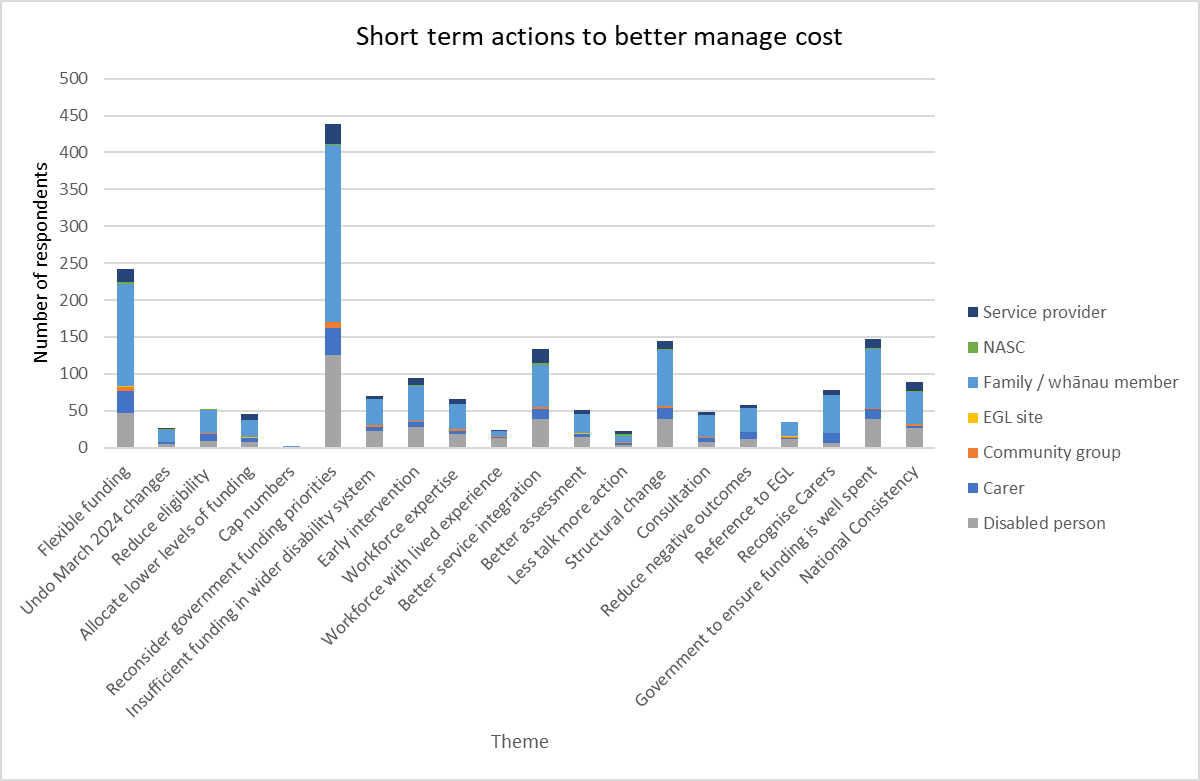 Short term actions to better manage cost
Number of respondents
500
450
400
350
300
250
200
150
100
50
0
Flexible funding
Undo March 2024 changes
Reduce eligibility
Allocate lower levels of funding
Cap numbers
Reconsider government funding priorities
Insufficient funding in wider disability system
Early intervention
Workforce expertise
Workforce with lived experience
Better service integration
Better assessment
Less talk more action
Structural change
Consultation
Reduce negative outcomes
Reference to EGL
Recognise Carers
Government to ensure funding is well spent
National Consistency
Theme
Service provider
NASC
Family / whānau member
EGL site
Community group
Carer
Disabled person